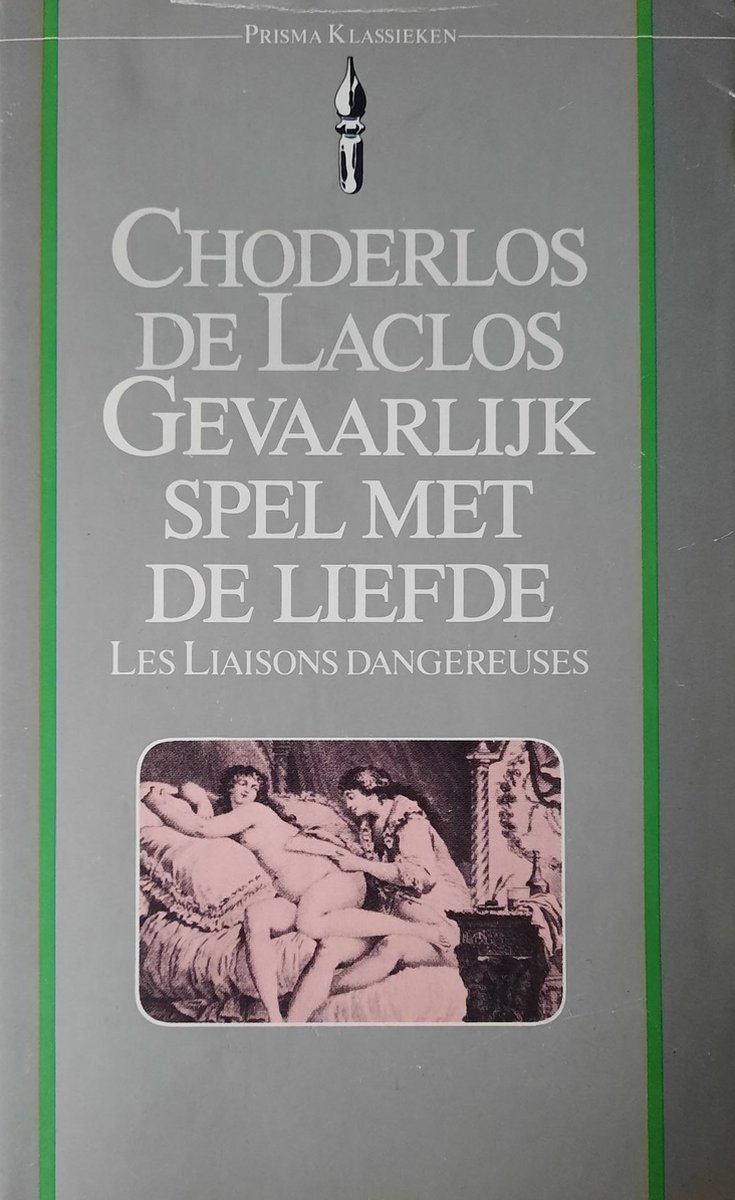 PRISMA KLASSIEKEN
CHODERLOS
DE LACLOS
GEVAARLIJK
SPEL MET
DE LIEFDE
LES LIAISONS DANGEREUSES